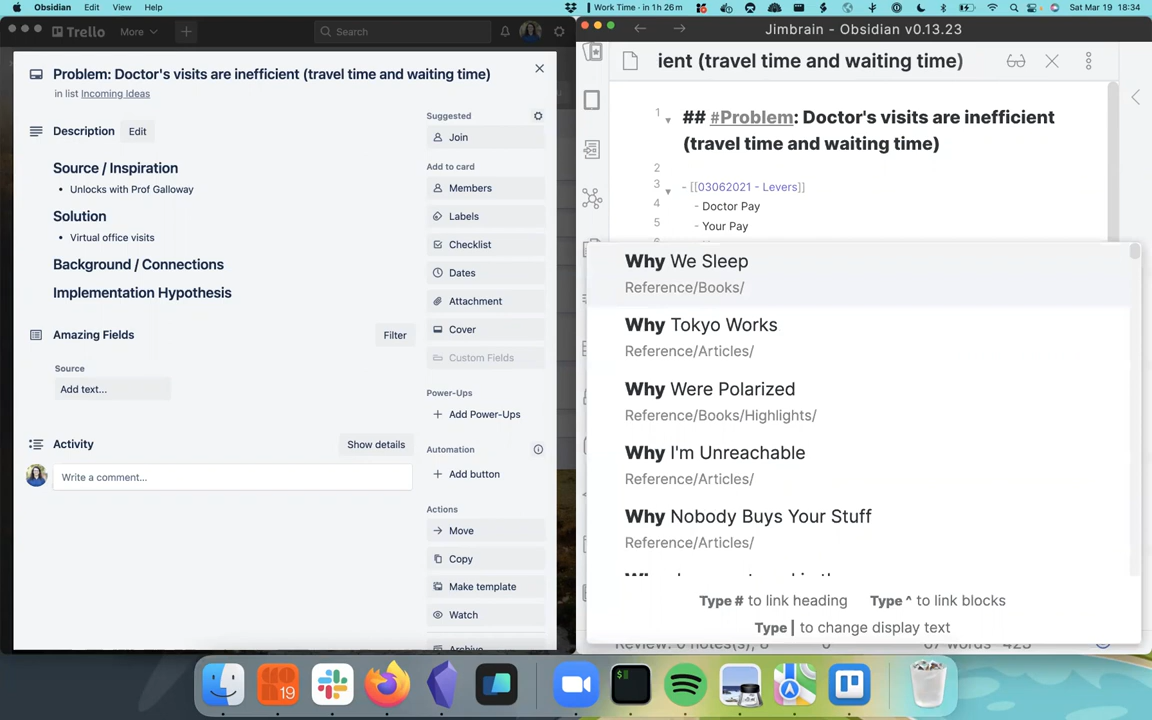 Obsidian Edit View Help
Work Time - in 1h 26m
Sat Mar 19 18:34
Trello More Search
Problem: Doctor's visits are inefficient (travel time and waiting time)
in list Incoming Ideas
Description Edit
Source / Inspiration
Unlocks with Prof Galloway
Solution
Virtual office visits
Background / Connections
Implementation Hypothesis
Amazing Fields Filter
Source
Add text...
Activity Show details
Write a comment...
Suggested
Join
Add to card
Members
Labels
Checklist
Dates
Attachment
Cover
Custom Fields
Power-Ups
Add Power-Ups
Automation
Add button
Actions
Move
Copy
Make template
Watch
Archive
Jimbrain - Obsidian v0.13.23
ient (travel time and waiting time)
1 ## #Problem: Doctor's visits are inefficient
(travel time and waiting time)
2
3 - [[03062021 - Levers]]
4 - Doctor Pay
5 - Your Pay
Why We Sleep
Reference/Books/
Why Tokyo Works
Reference/Articles/
Why Were Polarized
Reference/Books/Highlights/
Why I'm Unreachable
Reference/Articles/
Why Nobody Buys Your Stuff
Reference/Articles/
Type # to link heading Type ^ to link blocks
Type | to change display text
19